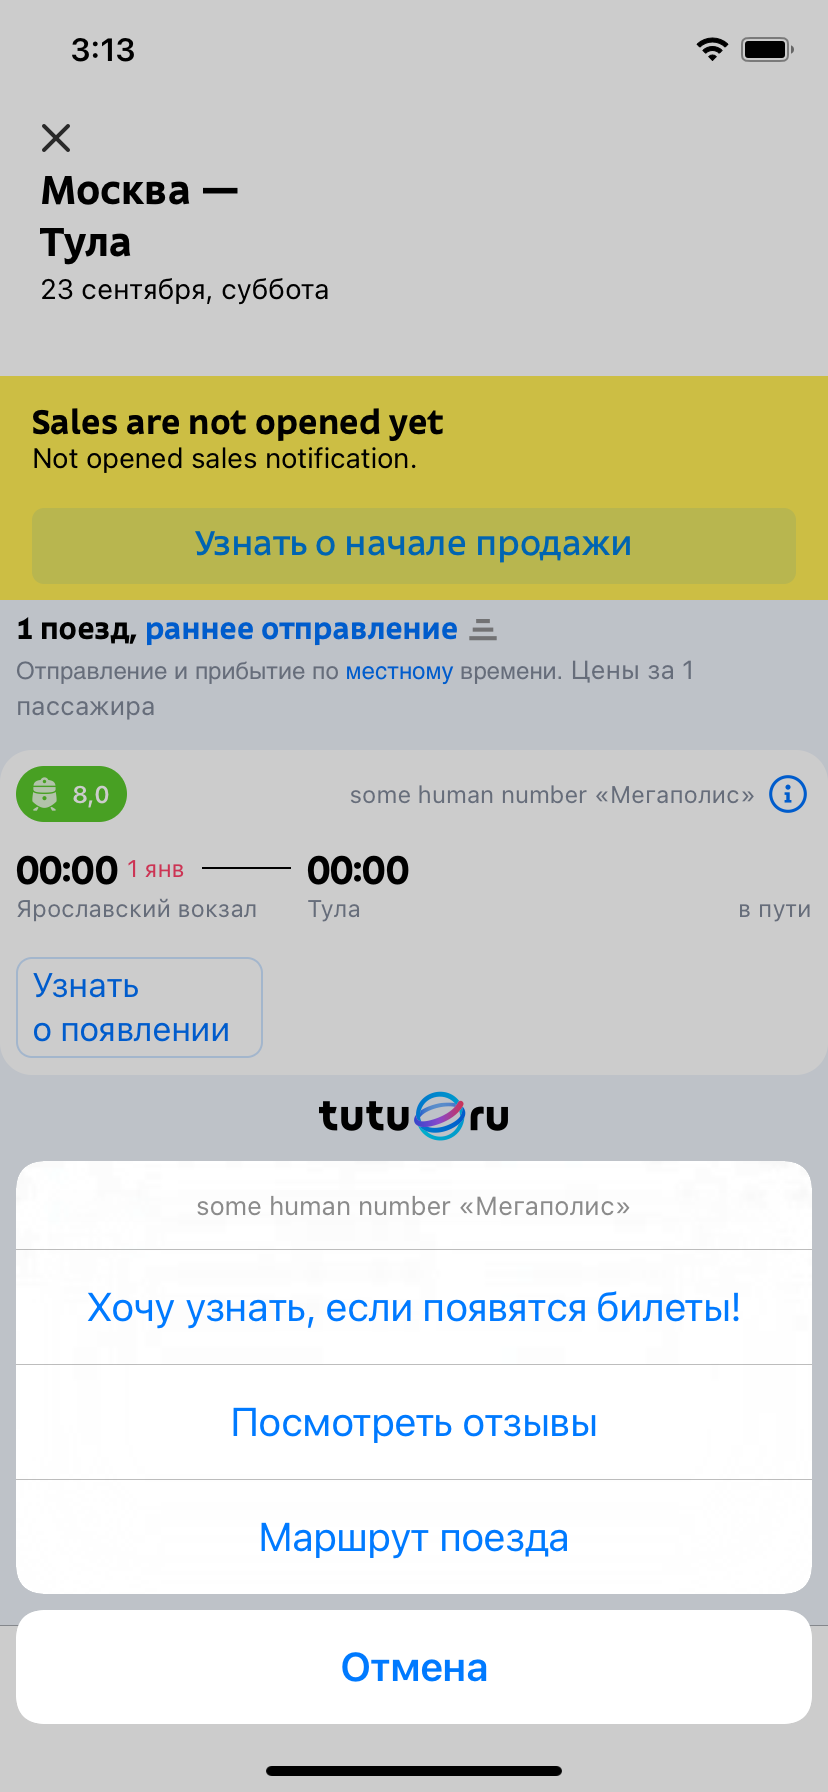 3:13
Москва —
Тула
23 сентября, суббота
Sales are not opened yet
Not opened sales notification.
Узнать о начале продажи
1 поезд, раннее отправление
Отправление и прибытие по местному времени. Цены за 1
пассажира
8,0 some human number «Мегаполис»
00:00 1 янв 00:00
Ярославский вокзал Тула в пути
Узнать
о появлении
tutu ru
some human number «Мегаполис»
Хочу узнать, если появятся билеты!
Посмотреть отзывы
Маршрут поезда
Отмена